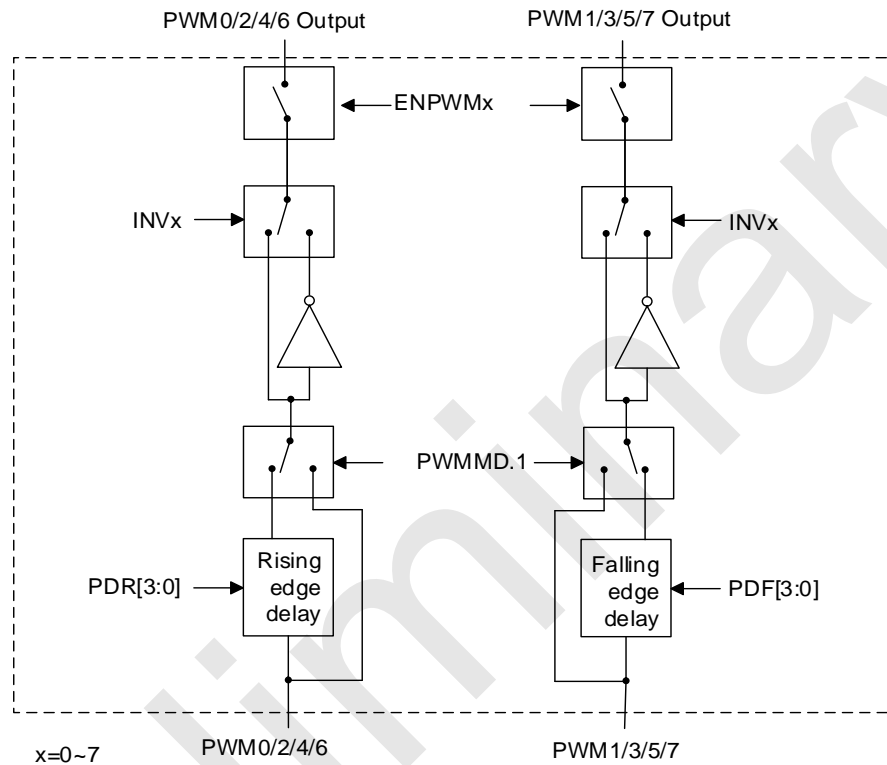 PWM0/2/4/6 Output
PWM1/3/5/7 Output
ENPWMx
INVx
INVx
PWMMD.1
Rising
edge
delay
Falling
edge
delay
PDR[3:0]
PDF[3:0]
PWM0/2/4/6
PWM1/3/5/7
x=0~7
liminary